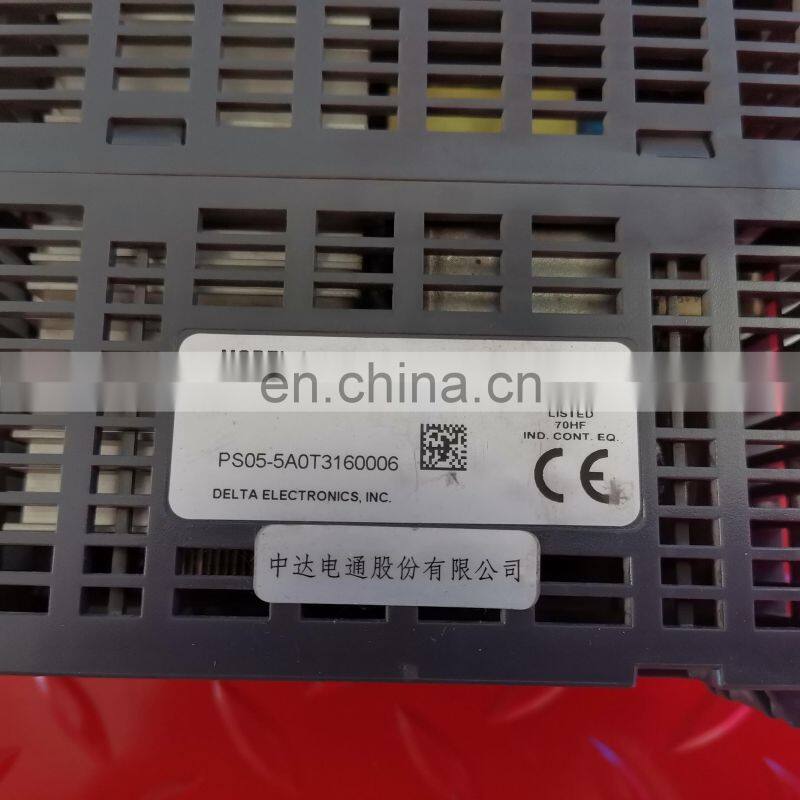 en.china.cn
LISTED
70HF
IND. CONT. EQ.
PS05-5A0T3160006
CE
DELTA ELECTRONICS, INC.
中达电通股份有限公司